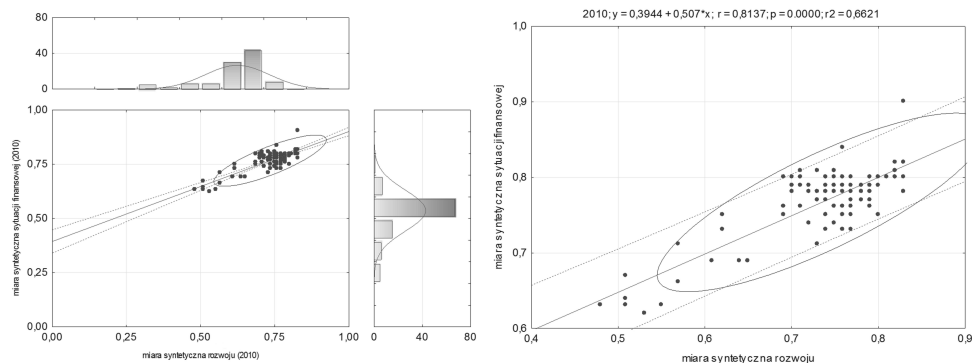 80
40
0
1,00
0,75
0,50
0,25
0,00
miara syntetyczna sytuacji finansowej (2010)
0,00 0,25 0,50 0,75 1,00
miara syntetyczna rozwoju (2010)
0 40 80
2010; y = 0,3944 + 0,507*x; r = 0,8137; p = 0.0000; r2 = 0,6621
1,0
0,9
0,8
0,7
0,6
miara syntetyczna sytuacji finansowej
0,4 0,5 0,6 0,7 0,8 0,9
miara syntetyczna rozwoju